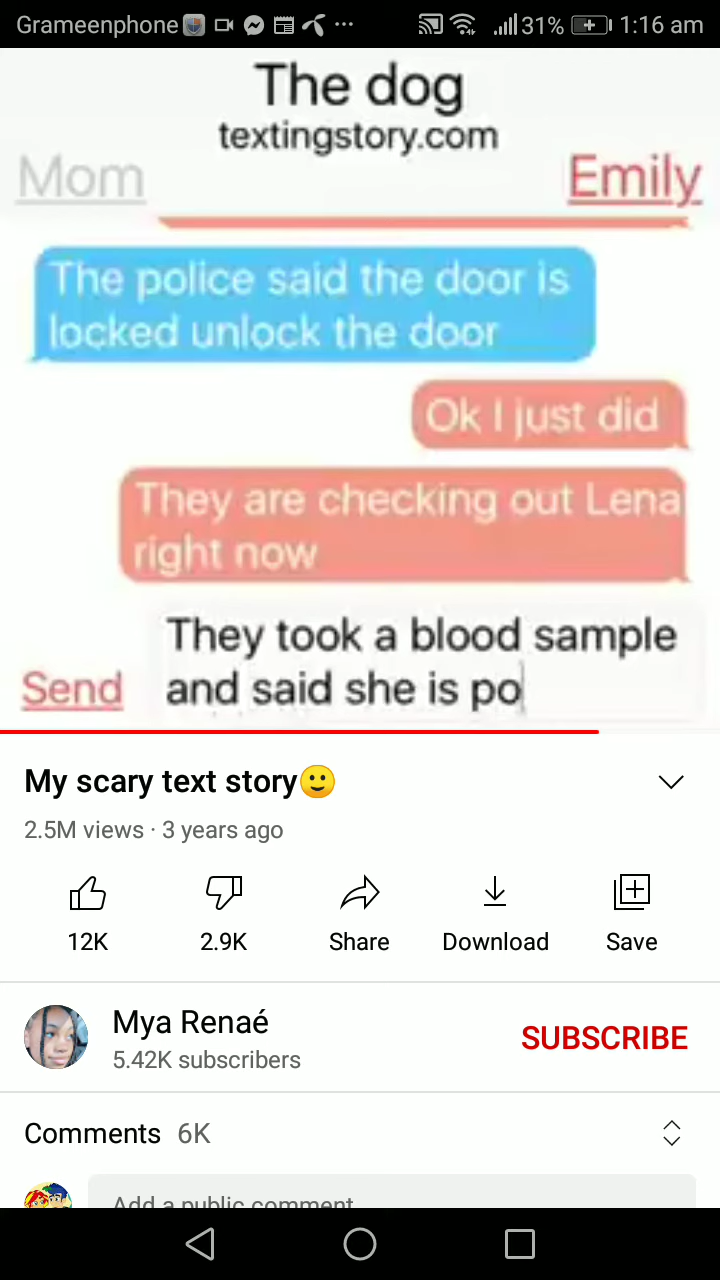 Grameenphone 31% 1:16 am
The dog
textingstory.com
Mom Emily
The police said the door is
locked unlock the door
Ok I just did
They are checking out Lena
right now
They took a blood sample
Send and said she is po
My scary text story🙂
2.5M views · 3 years ago
12K 2.9K Share Download Save
Mya Renaé
5.42K subscribers
SUBSCRIBE
Comments 6K
Add a public comment